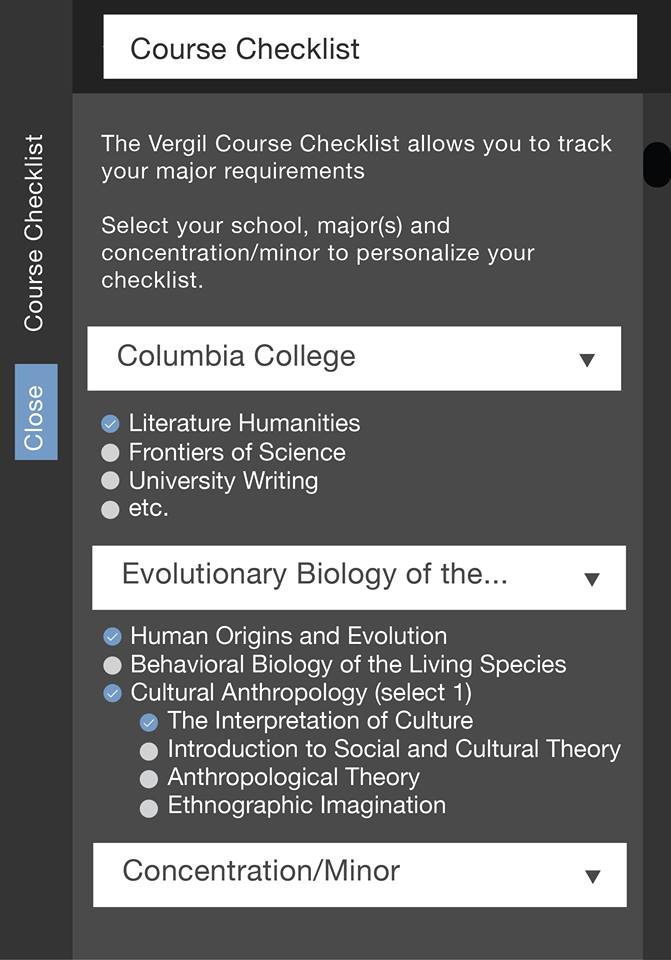 Course Checklist
Course Checklist
Close
The Vergil Course Checklist allows you to track
your major requirements
Select your school, major(s) and
concentration/minor to personalize your
checklist.
Columbia College
Literature Humanities
Frontiers of Science
University Writing
etc.
Evolutionary Biology of the...
Human Origins and Evolution
Behavioral Biology of the Living Species
Cultural Anthropology (select 1)
The Interpretation of Culture
Introduction to Social and Cultural Theory
Anthropological Theory
Ethnographic Imagination
Concentration/Minor